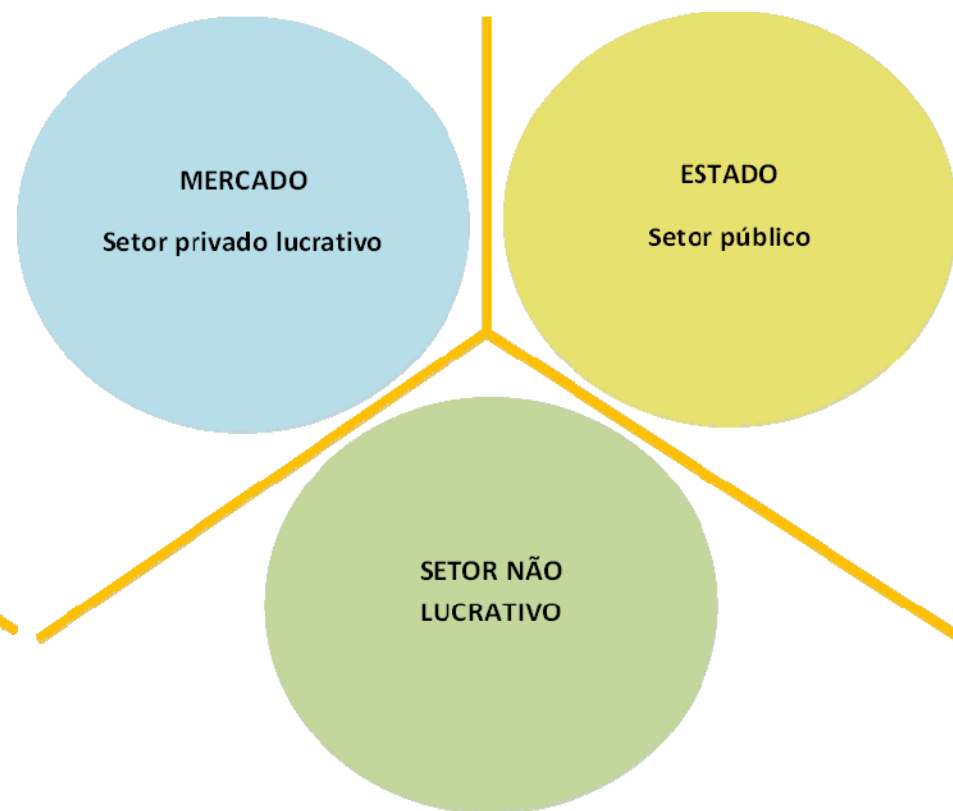 MERCADO
Setor privado lucrativo
ESTADO
Setor público
SETOR NÃO
LUCRATIVO